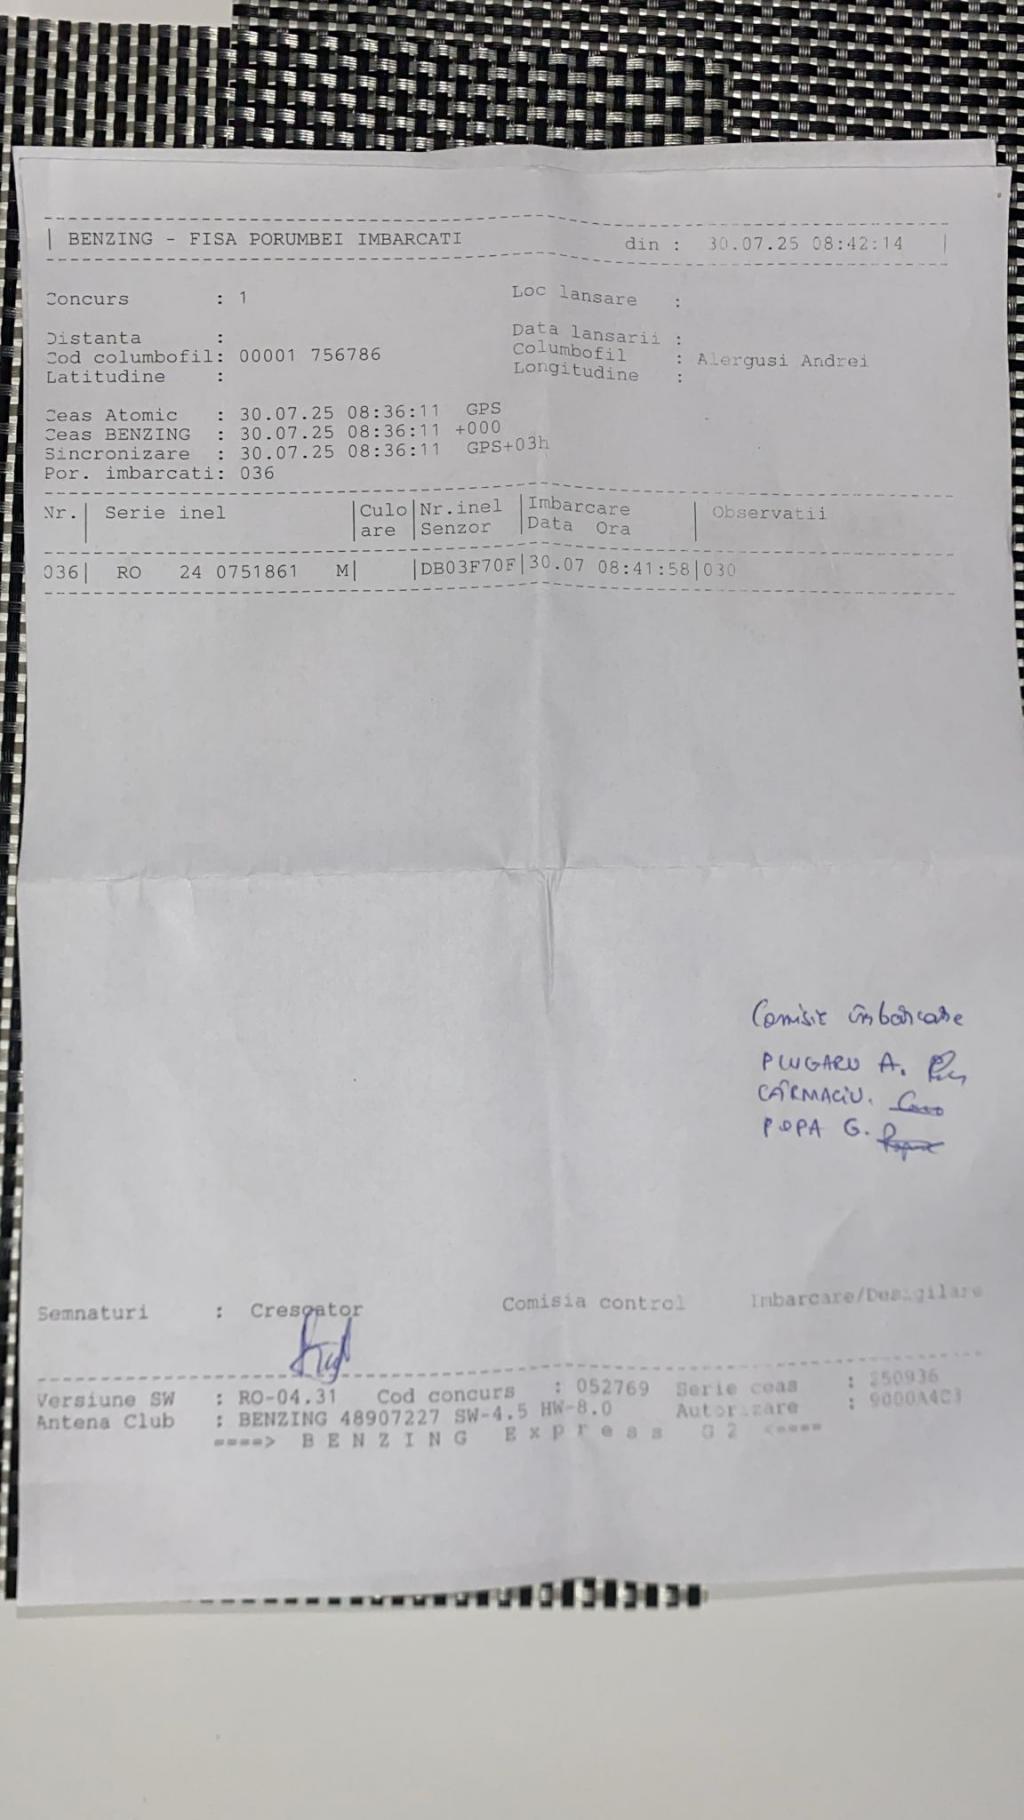 | BENZING - FISA PORUMBEI IMBARCATI din : 30.07.25 08:42:14 |
Concurs : 1 Loc lansare :
Distanta : Data lansarii :
Cod columbofil: 00001 756786 Columbofil : Alergusi Andrei
Latitudine : Longitudine :
Ceas Atomic : 30.07.25 08:36:11 GPS
Ceas BENZING : 30.07.25 08:36:11 +000
Sincronizare : 30.07.25 08:36:11 GPS+03h
Por. imbarcati: 036
Nr.| Serie inel |Culo|Nr.inel |Imbarcare | Observatii
| |are |Senzor |Data Ora |
036| RO 24 0751861 M| |DB03F70F|30.07 08:41:58|030
Comisie îmbarcare
PLUGARU A.
CÂRMACIU.
POPA G.
Semnaturi : Crescator Comisia control Imbarcare/Desigilare
Versiune SW : RO-04.31 Cod concurs : 052769 Serie ceas : 250936
Antena Club : BENZING 48907227 SW-4.5 HW-8.0 Autorizare : 9000A4C3
====> B E N Z I N G E x p r e s s G 2 <====